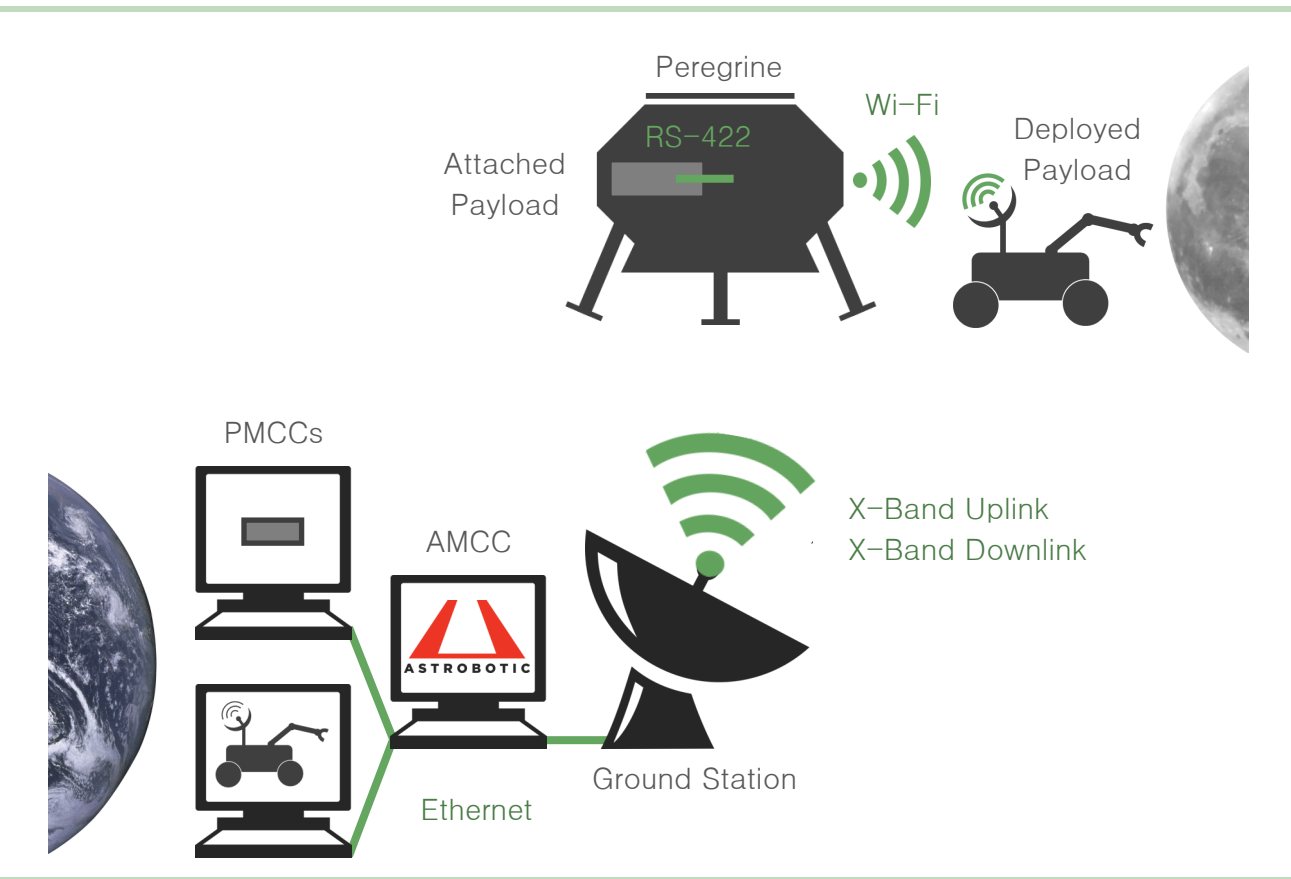 Peregrine
Wi-Fi
RS-422
Attached
Payload
Deployed
Payload
PMCCs
AMCC
ASTROBOTIC
X-Band Uplink
X-Band Downlink
Ground Station
Ethernet